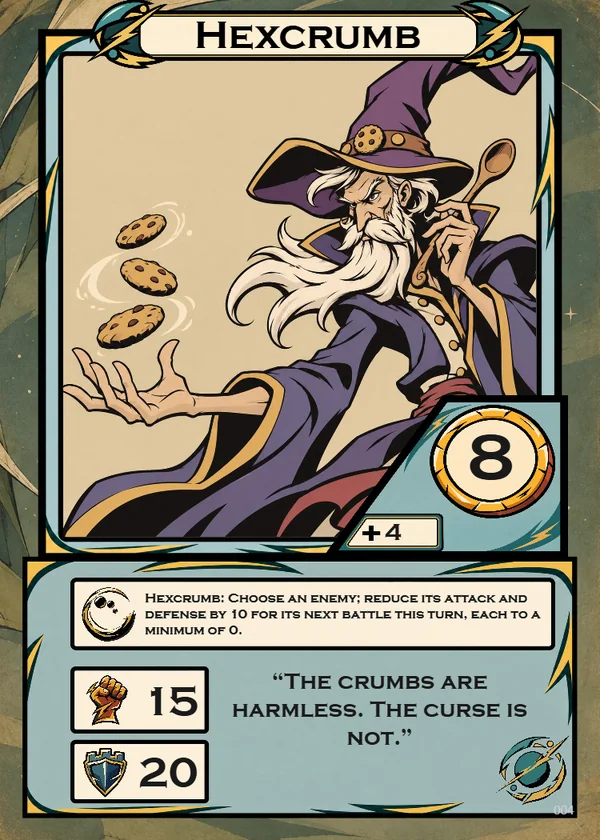 Hexcrumb
8
+4
Hexcrumb: Choose an enemy; reduce its attack and
defense by 10 for its next battle this turn, each to a
minimum of 0.
15
20
“The crumbs are
harmless. The curse is
not.”
004